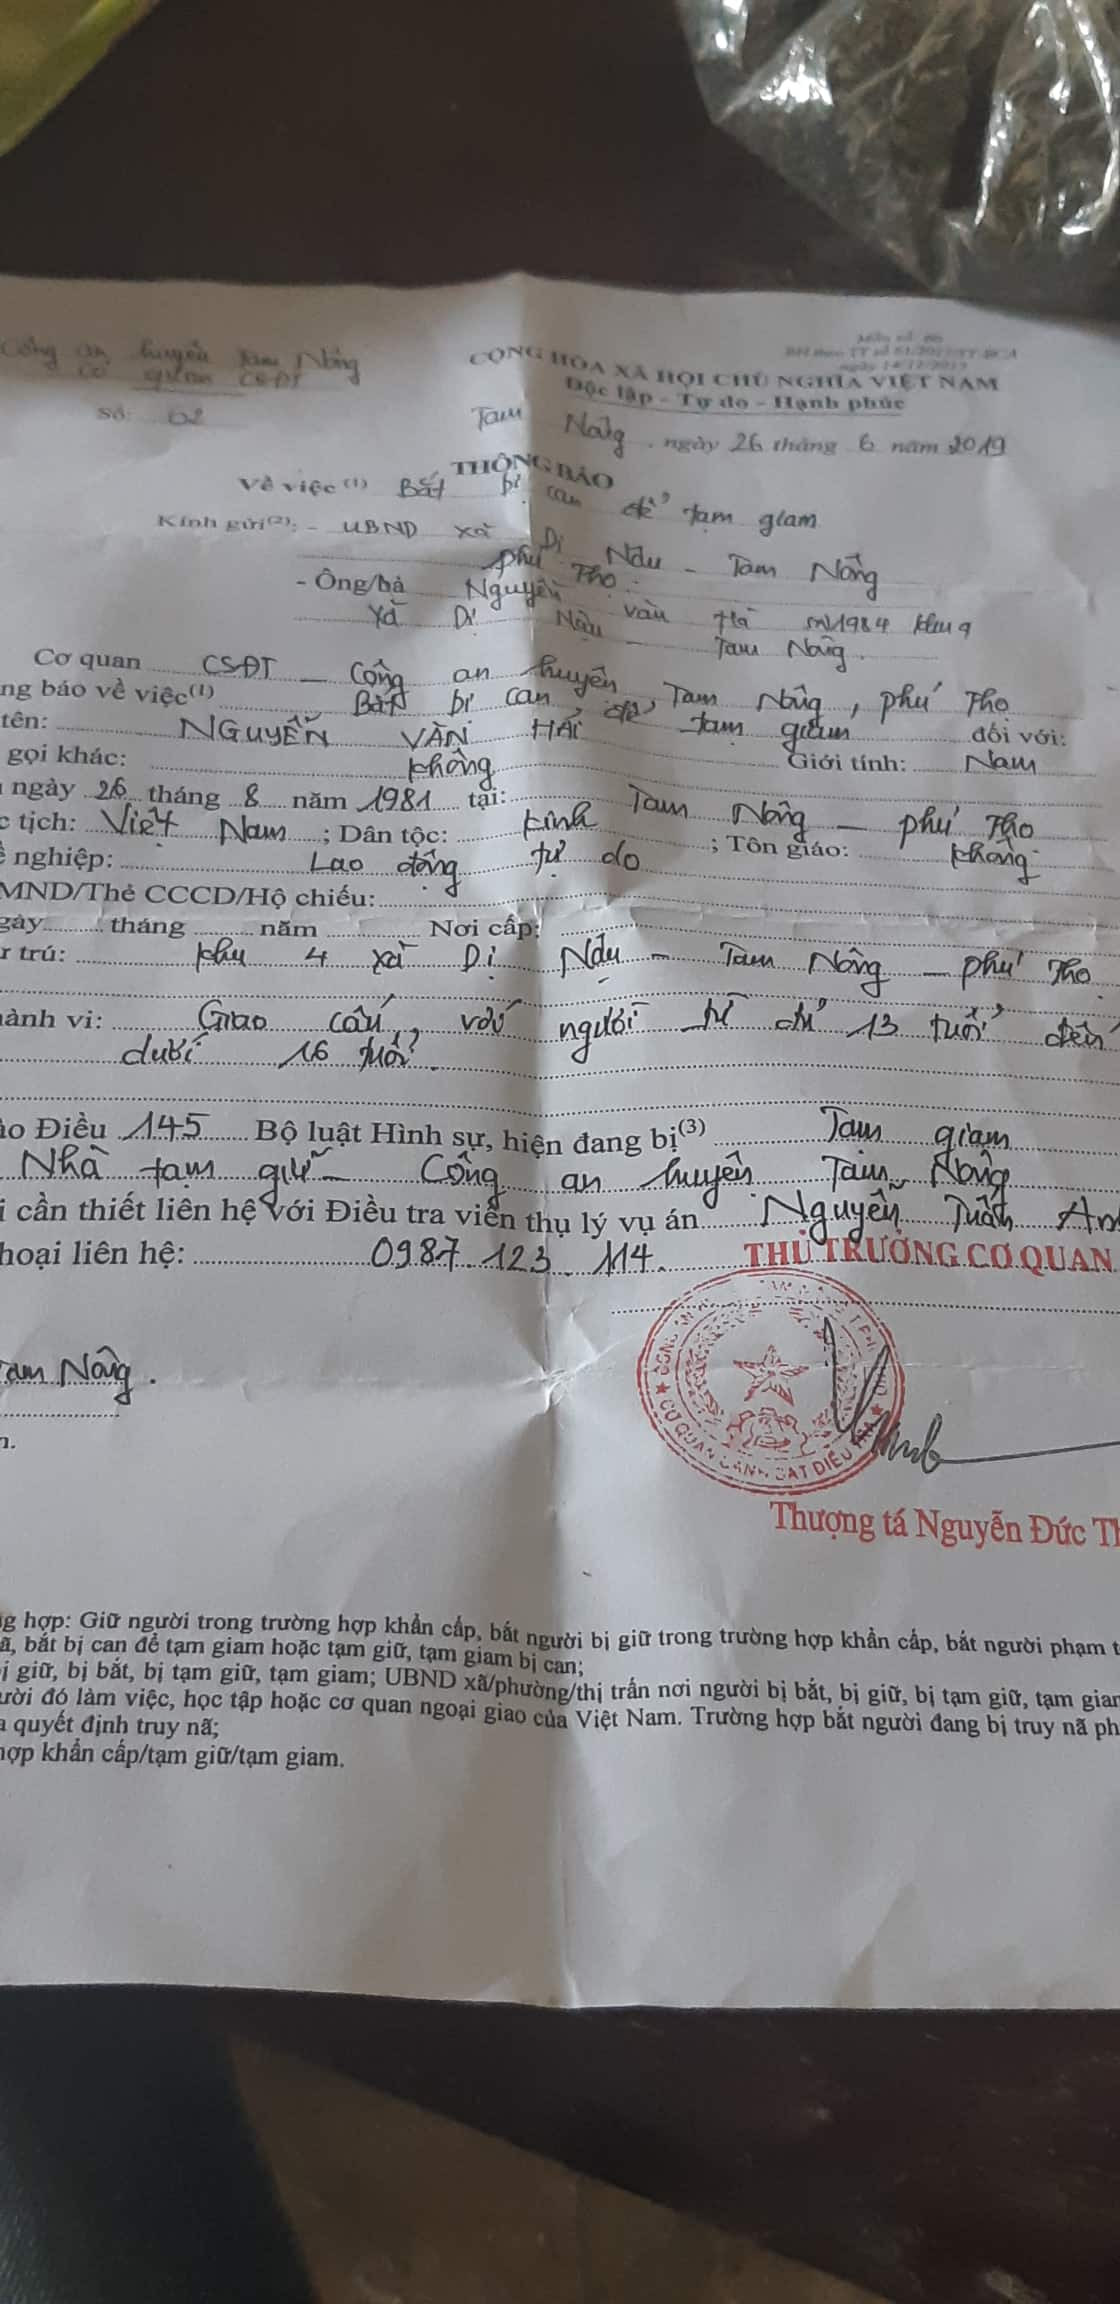 Công an huyện Tam Nông
Cơ quan CSĐT
Số: 02
CỘNG HÒA XÃ HỘI CHỦ NGHĨA VIỆT NAM
Độc lập - Tự do - Hạnh phúc
Tam Nông, ngày 26 tháng 6 năm 2019
THÔNG BÁO
Về việc(1) Bắt bị can để tạm giam
Kính gửi(2): - UBND xã Dị Nậu - Tam Nông
Phú Thọ.
- Ông/bà Nguyễn Văn Hà sn1984 khu 9
xã Dị Nậu - Tam Nông.
Cơ quan CSĐT - Công an huyện Tam Nông, Phú Thọ
ng báo về việc(1) Bắt bị can để tạm giam đối với:
tên: NGUYỄN VĂN HẢI Giới tính: Nam
gọi khác: không
ngày 26 tháng 8 năm 1981 tại: Tam Nông - Phú Thọ
c tịch: Việt Nam ; Dân tộc: Kinh ; Tôn giáo: không
ề nghiệp: Lao động tự do
MND/Thẻ CCCD/Hộ chiếu:
gày tháng năm Nơi cấp:
r trú: Khu 4 xã Dị Nậu - Tam Nông - Phú Thọ
hành vi: Giao cấu với người từ đủ 13 tuổi đến
dưới 16 tuổi.
ào Điều 145 Bộ luật Hình sự, hiện đang bị(3) Tạm giam
Nhà tạm giữ - Công an huyện Tam Nông
i cần thiết liên hệ với Điều tra viên thụ lý vụ án Nguyễn Tuấn An
hoại liên hệ: 0987.123.114.
THỦ TRƯỞNG CƠ QUAN
Tam Nông.
n.
CƠ QUAN CẢNH SÁT ĐIỀU TRA
Thượng tá Nguyễn Đức Th
ng hợp: Giữ người trong trường hợp khẩn cấp, bắt người bị giữ trong trường hợp khẩn cấp, bắt người phạm t
ã, bắt bị can để tạm giam hoặc tạm giữ, tạm giam bị can;
ị giữ, bị bắt, bị tạm giữ, tạm giam; UBND xã/phường/thị trấn nơi người bị bắt, bị giữ, bị tạm giữ, tạm giam
ười đó làm việc, học tập hoặc cơ quan ngoại giao của Việt Nam. Trường hợp bắt người đang bị truy nã ph
a quyết định truy nã;
hợp khẩn cấp/tạm giữ/tạm giam.